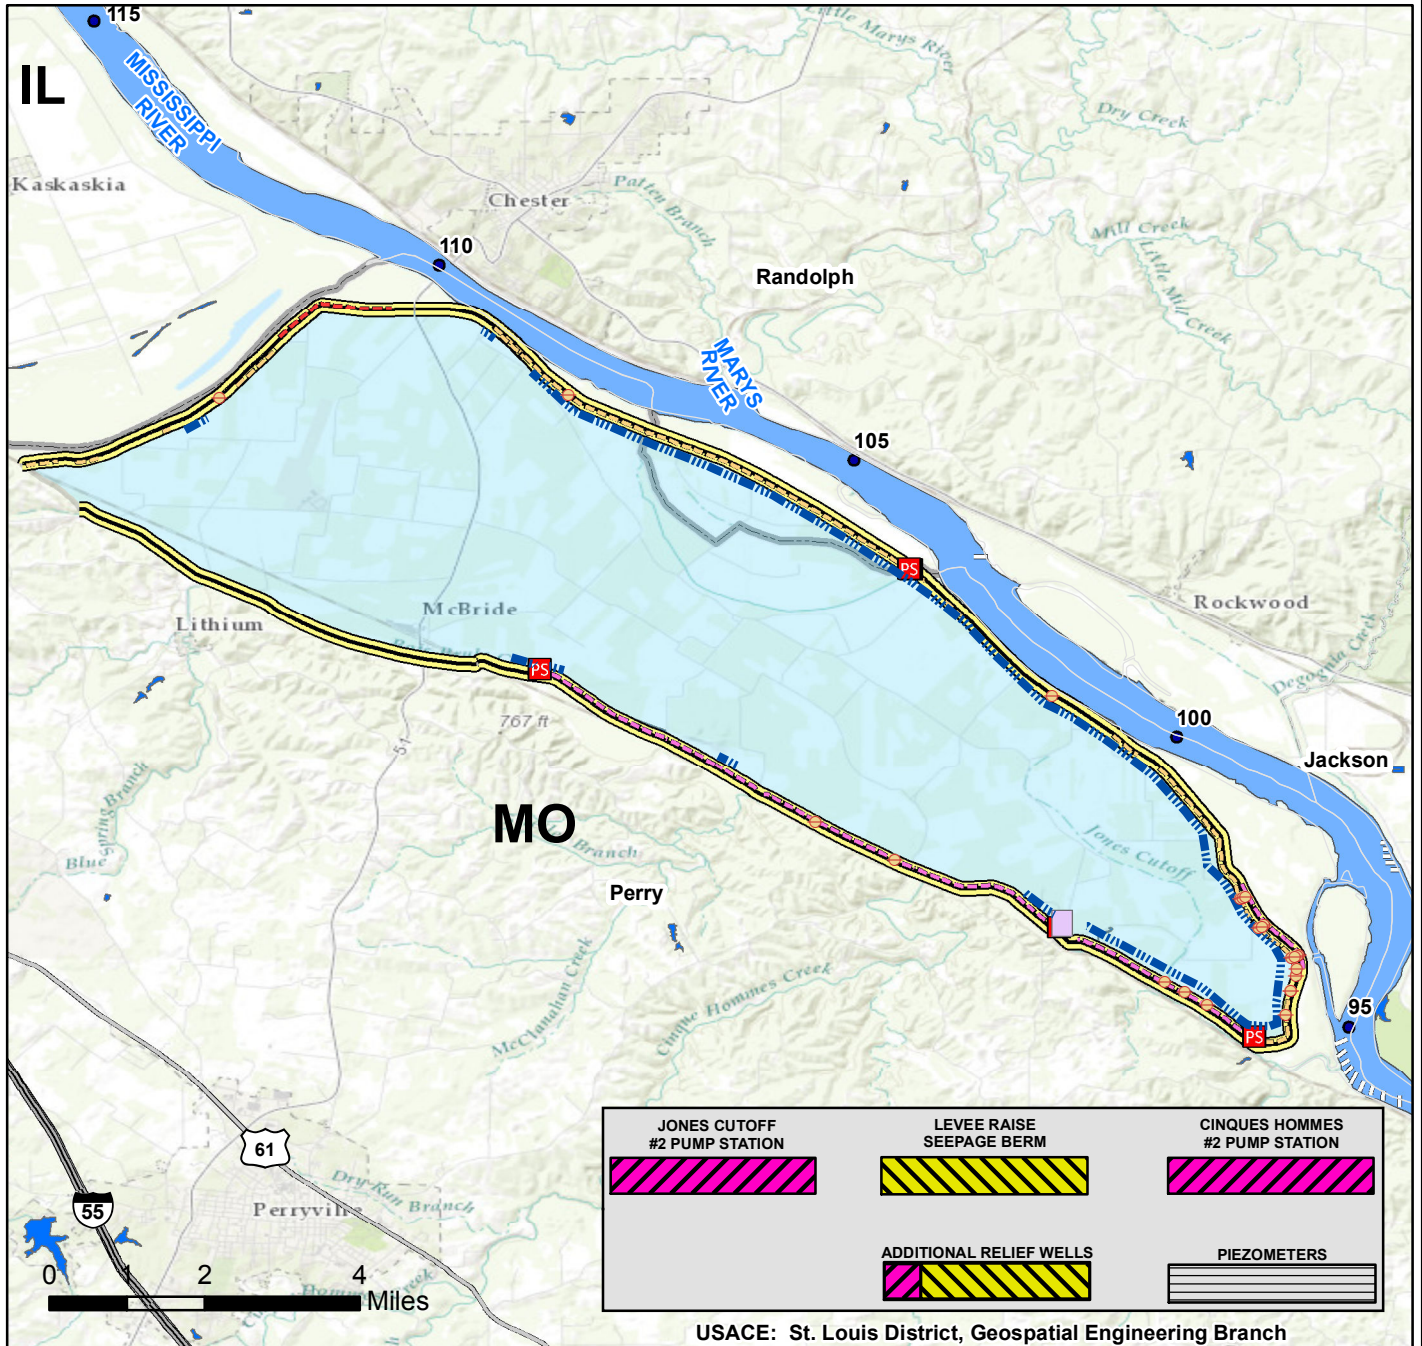 115
IL
MISSISSIPPI
RIVER
Little Marys River
Dry Creek
Kaskaskia
Chester
Patten Branch
Mill Creek
Little Mill Creek
110
Randolph
MARYS
RIVER
105
Rockwood
McBride
Lithium
PS
PS
Degognia Creek
767 ft
51
100
Jackson
MO
Spring Branch
Blue
Branch
Jones Cutoff
Perry
McClanahan Creek
Cinque Hommes Creek
95
PS
JONES CUTOFF
#2 PUMP STATION
LEVEE RAISE
SEEPAGE BERM
CINQUES HOMMES
#2 PUMP STATION
61
Dry Run Branch
55
Perryville
ADDITIONAL RELIEF WELLS
PIEZOMETERS
0 1 2 4
Miles
USACE: St. Louis District, Geospatial Engineering Branch